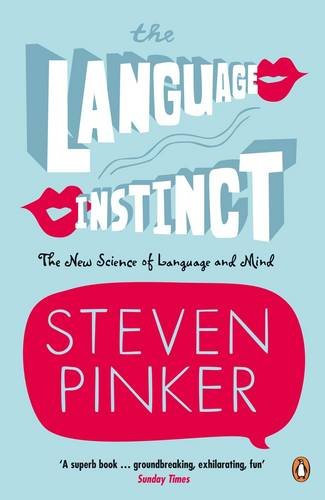 the
LANGUAGE
INSTINCT
The New Science of Language and Mind
STEVEN
PINKER
‘A superb book ... groundbreaking, exhilarating, fun’
Sunday Times